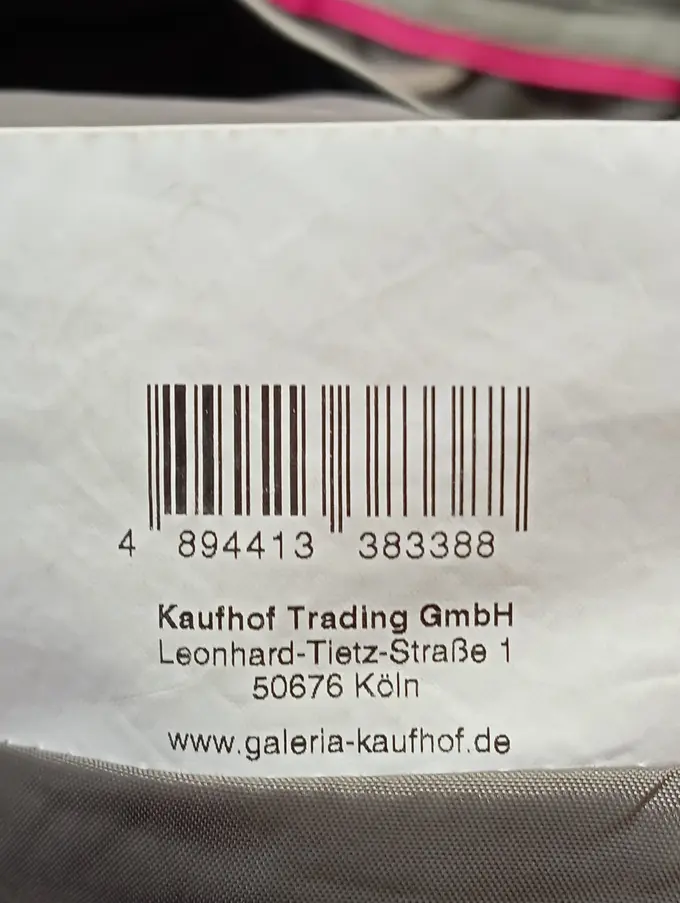 4 894413 383388
Kaufhof Trading GmbH
Leonhard-Tietz-Straße 1
50676 Köln
www.galeria-kaufhof.de